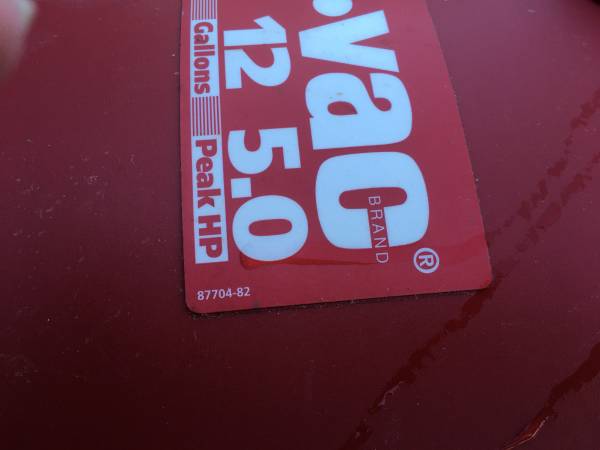 •vac®
BRAND
12 5.0
Gallons Peak HP
87704-82